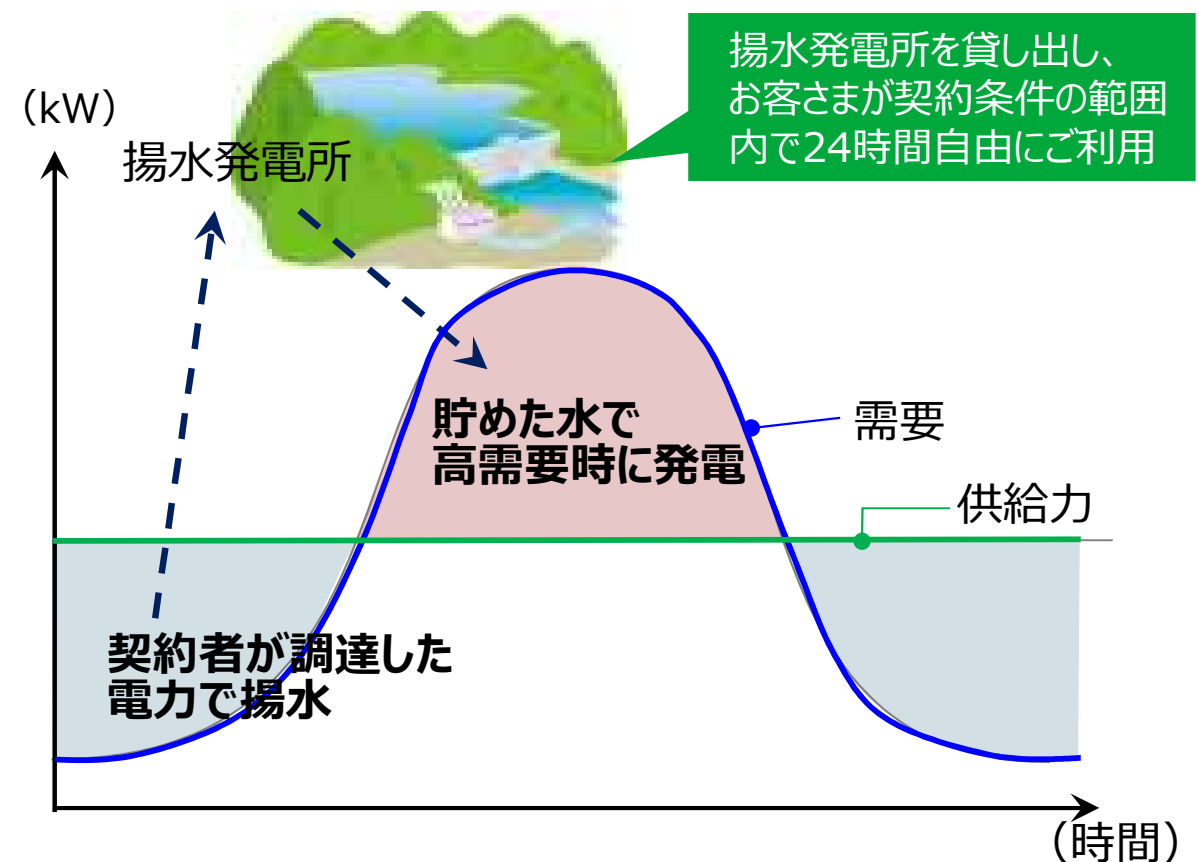 揚水発電所を貸し出し、
お客さまが契約条件の範囲
内で24時間自由にご利用
（kW）
揚水発電所
貯めた水で
高需要時に発電
需要
供給力
契約者が調達した
電力で揚水
（時間）